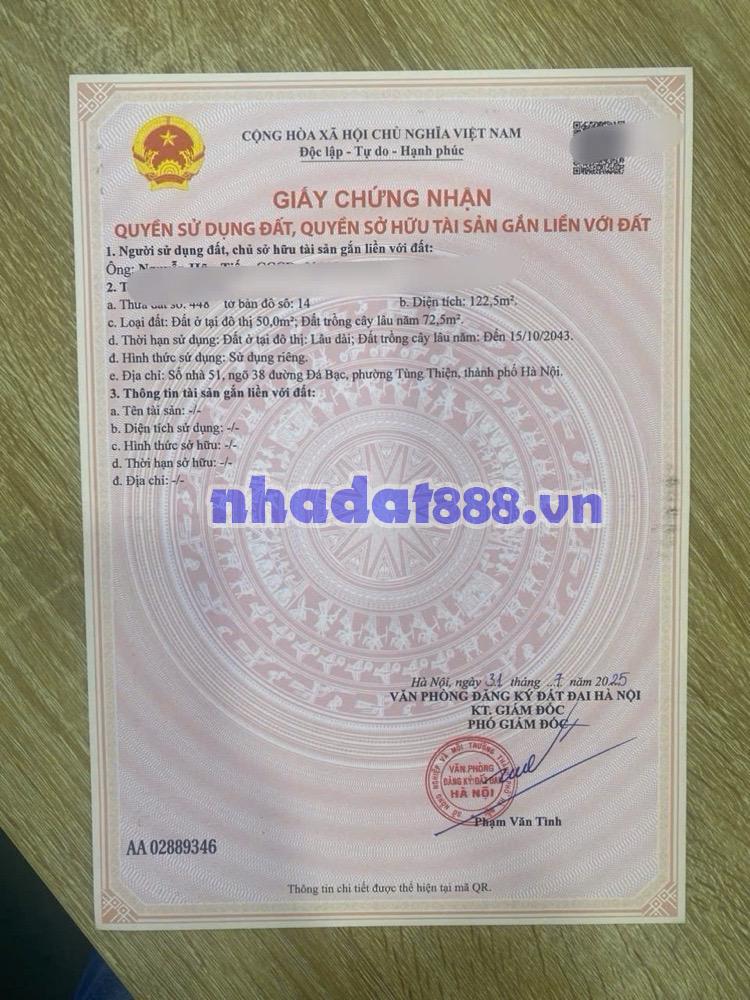 CỘNG HÒA XÃ HỘI CHỦ NGHĨA VIỆT NAM
Độc lập - Tự do - Hạnh phúc
GIẤY CHỨNG NHẬN
QUYỀN SỬ DỤNG ĐẤT, QUYỀN SỞ HỮU TÀI SẢN GẮN LIỀN VỚI ĐẤT
1. Người sử dụng đất, chủ sở hữu tài sản gắn liền với đất:
Ông:
2. T
a. Thửa đất số: 448 tờ bản đồ số: 14 b. Diện tích: 122,5m².
c. Loại đất: Đất ở tại đô thị 50,0m²; Đất trồng cây lâu năm 72,5m².
d. Thời hạn sử dụng: Đất ở tại đô thị: Lâu dài; Đất trồng cây lâu năm: Đến 15/10/2043.
đ. Hình thức sử dụng: Sử dụng riêng.
e. Địa chỉ: Số nhà 51, ngõ 38 đường Đá Bạc, phường Tùng Thiện, thành phố Hà Nội.
3. Thông tin tài sản gắn liền với đất:
a. Tên tài sản: -/-
b. Diện tích sử dụng: -/-
c. Hình thức sở hữu: -/-
d. Thời hạn sở hữu: -/-
đ. Địa chỉ: -/-
nhadat888.vn
Hà Nội, ngày 31 tháng 7 năm 2025
VĂN PHÒNG ĐĂNG KÝ ĐẤT ĐAI HÀ NỘI
KT. GIÁM ĐỐC
PHÓ GIÁM ĐỐC
VĂN PHÒNG
ĐĂNG KÝ ĐẤT ĐAI
HÀ NỘI
Phạm Văn Tình
AA 02889346
Thông tin chi tiết được thể hiện tại mã QR.